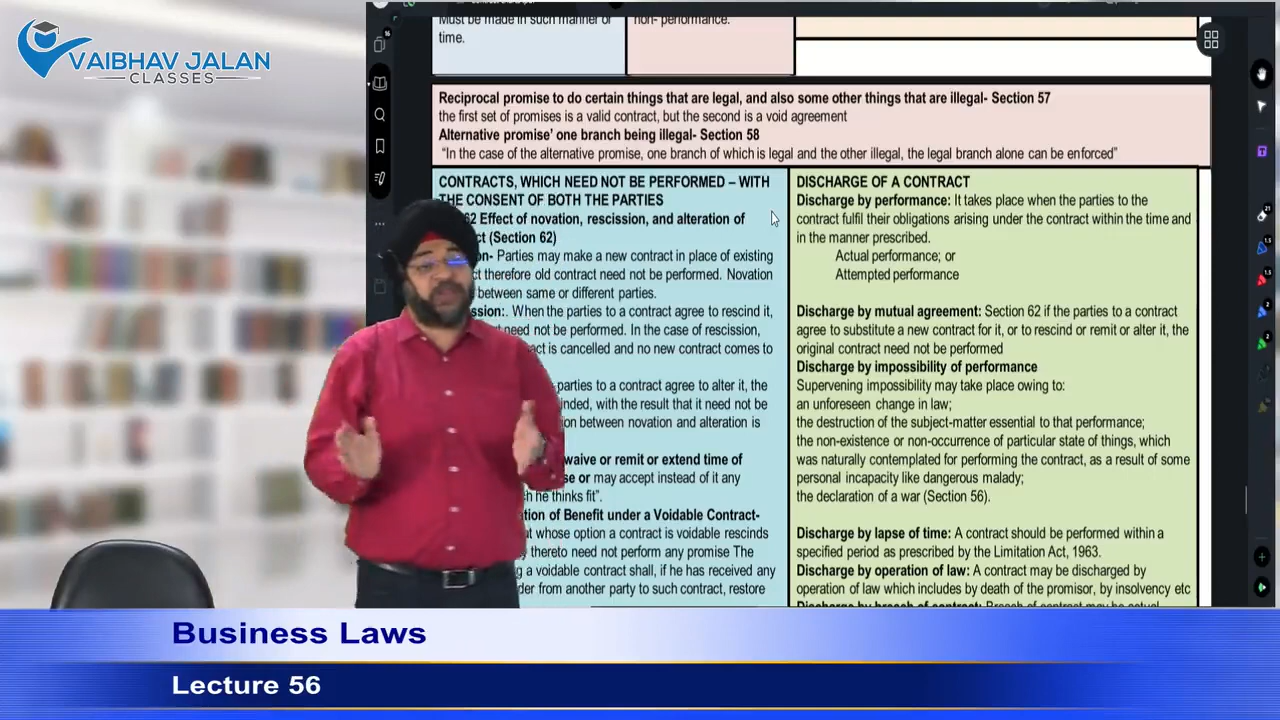 VAIBHAV JALAN
CLASSES
Must be made in such manner or
time.
non- performance.
Reciprocal promise to do certain things that are legal, and also some other things that are illegal- Section 57
the first set of promises is a valid contract, but the second is a void agreement
Alternative promise' one branch being illegal- Section 58
"In the case of the alternative promise, one branch of which is legal and the other illegal, the legal branch alone can be enforced"
CONTRACTS, WHICH NEED NOT BE PERFORMED – WITH
THE CONSENT OF BOTH THE PARTIES
62 Effect of novation, rescission, and alteration of
(Section 62)
Parties may make a new contract in place of existing
therefore old contract need not be performed. Novation
between same or different parties.
When the parties to a contract agree to rescind it,
need not be performed. In the case of rescission,
is cancelled and no new contract comes to
parties to a contract agree to alter it, the
with the result that it need not be
between novation and alteration is
waive or remit or extend time of
or may accept instead of it any
he thinks fit".
of Benefit under a Voidable Contract-
whose option a contract is voidable rescinds
thereto need not perform any promise The
a voidable contract shall, if he has received any
from another party to such contract, restore
DISCHARGE OF A CONTRACT
Discharge by performance: It takes place when the parties to the
contract fulfil their obligations arising under the contract within the time and
in the manner prescribed.
Actual performance; or
Attempted performance
Discharge by mutual agreement: Section 62 if the parties to a contract
agree to substitute a new contract for it, or to rescind or remit or alter it, the
original contract need not be performed
Discharge by impossibility of performance
Supervening impossibility may take place owing to:
an unforeseen change in law;
the destruction of the subject-matter essential to that performance;
the non-existence or non-occurrence of particular state of things, which
was naturally contemplated for performing the contract, as a result of some
personal incapacity like dangerous malady;
the declaration of a war (Section 56).
Discharge by lapse of time: A contract should be performed within a
specified period as prescribed by the Limitation Act, 1963.
Discharge by operation of law: A contract may be discharged by
operation of law which includes by death of the promisor, by insolvency etc
Discharge by breach of contract: Breach of contract may be actual
Business Laws
Lecture 56